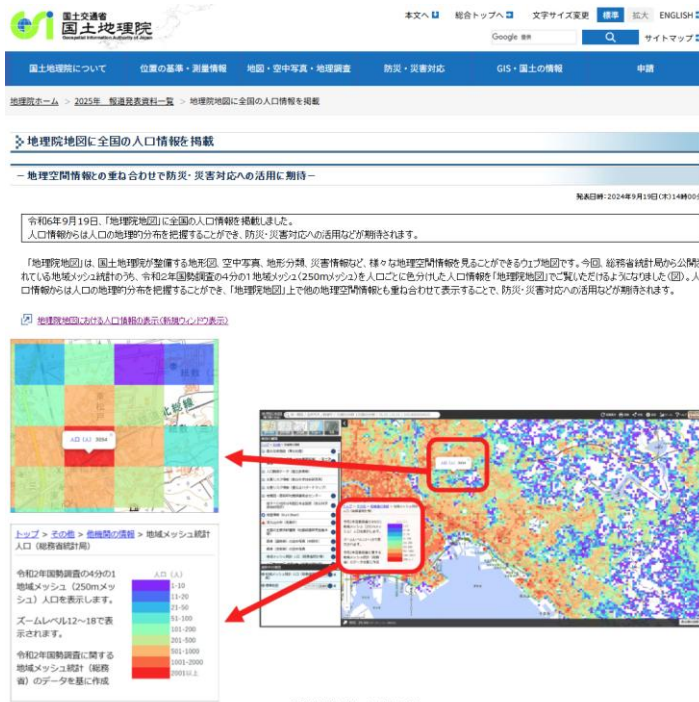 国土交通省
国土地理院
Geospatial Information Authority of Japan
本文へ
総合トップへ
文字サイズ変更
標準
拡大
ENGLISH
Google
サイトマップ
国土地理院について
位置の基準・測量情報
地図・空中写真・地理調査
防災・災害対応
GIS・国土の情報
申請
地理院ホーム > 2025年 報道発表資料一覧 > 地理院地図に全国の人口情報を掲載
地理院地図に全国の人口情報を掲載
－地理空間情報との重ね合わせで防災・災害対応への活用に期待－
発表日時：2024年9月19日(木)14時00分
令和6年9月19日、「地理院地図」に全国の人口情報を掲載しました。
人口情報からは人口の地理的分布を把握することができ、防災・災害対応への活用などが期待されます。
「地理院地図」は、国土地理院が整備する地形図、空中写真、地形分類、災害情報など、様々な地理空間情報を見ることができるウェブ地図です。今回、総務省統計局から公開さ
れている地域メッシュ統計のうち、令和2年国勢調査の4分の1地域メッシュ(250mメッシュ)を人口ごとに色分けした人口情報を「地理院地図」でご覧いただけるようになりました(図)。人
口情報からは人口の地理的分布を把握することができ、「地理院地図」上で他の地理空間情報とも重ね合わせて表示することで、防災・災害対応への活用などが期待されます。
地理院地図における人口情報の表示(新規ウィンドウ表示)
人口（人） 3094
トップ > その他 > 他機関の情報 > 地域メッシュ統計
人口（総務省統計局）
令和2年国勢調査の4分の1
地域メッシュ（250mメッ
シュ）人口を表示します。
ズームレベル12～18で表
示されます。
令和2年国勢調査に関する
地域メッシュ統計（総務
省）のデータを基に作成
人口（人）
1-10
11-20
21-50
51-100
101-200
201-500
501-1000
1001-2000
2001以上